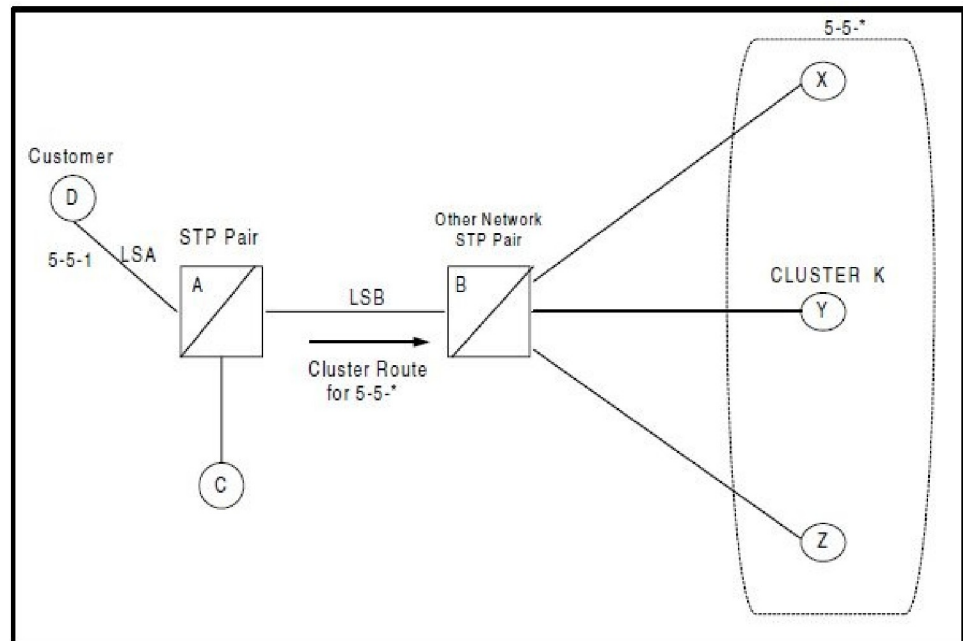 5-5-*
X
Customer
D
5-5-1
LSA
STP Pair
A
LSB
Other Network
STP Pair
B
CLUSTER K
Y
Cluster Route
for 5-5-*
C
Z